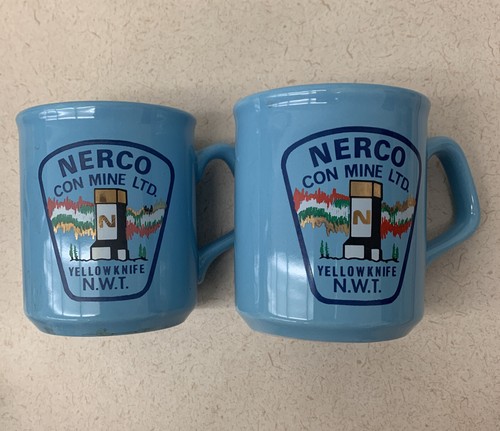 NERCO
CON MINE LTD.
N
YELLOWKNIFE
N.W.T.
NERCO
CON MINE LTD.
N
YELLOWKNIFE
N.W.T.